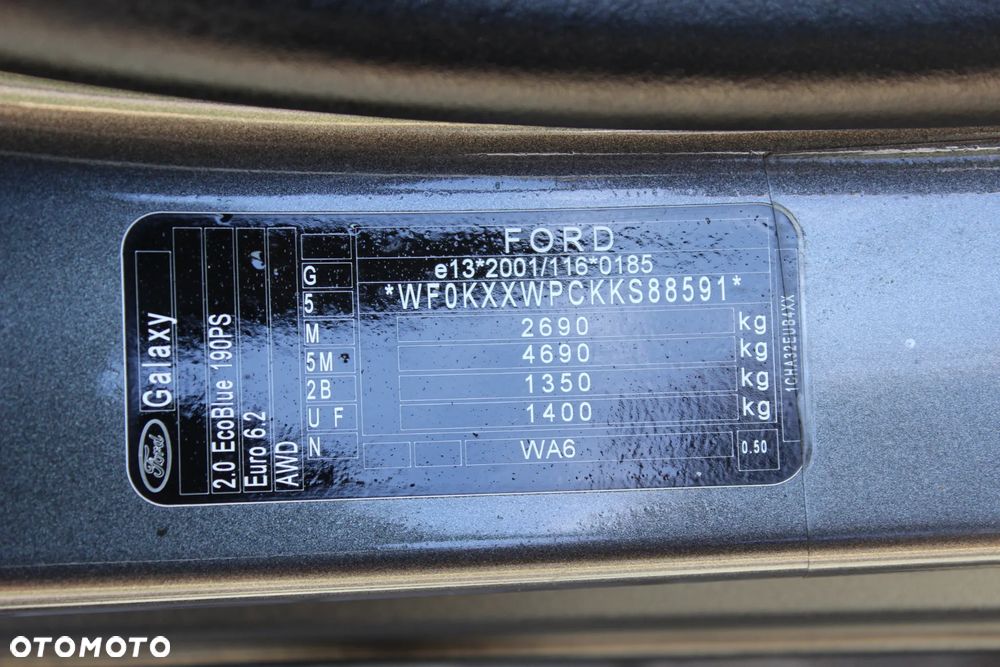 FORD
e13*2001/116*0185
*WF0KXXWPCKKS88591*
2690 kg
4690 kg
1350 kg
1400 kg
WA6
0.50
G
5
M
5M
2B
U F
N
Galaxy
Ford
2.0 EcoBlue 190PS
Euro 6.2
AWD
1CHA32EUB4XX
OTOMOTO